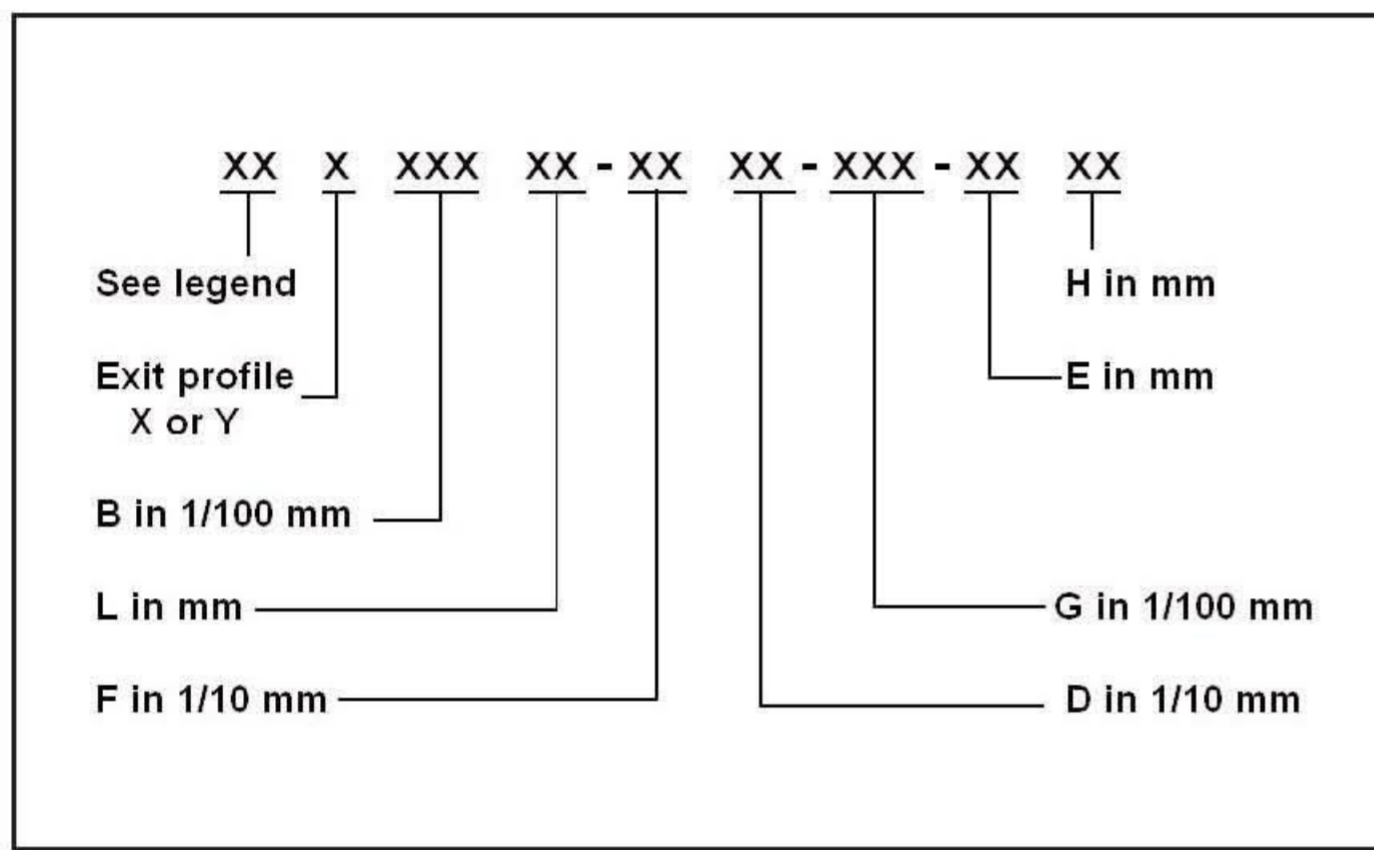 XX X XXX XX - XX XX - XXX - XX XX
See legend
H in mm
Exit profile
X or Y
E in mm
B in 1/100 mm
L in mm
G in 1/100 mm
F in 1/10 mm
D in 1/10 mm